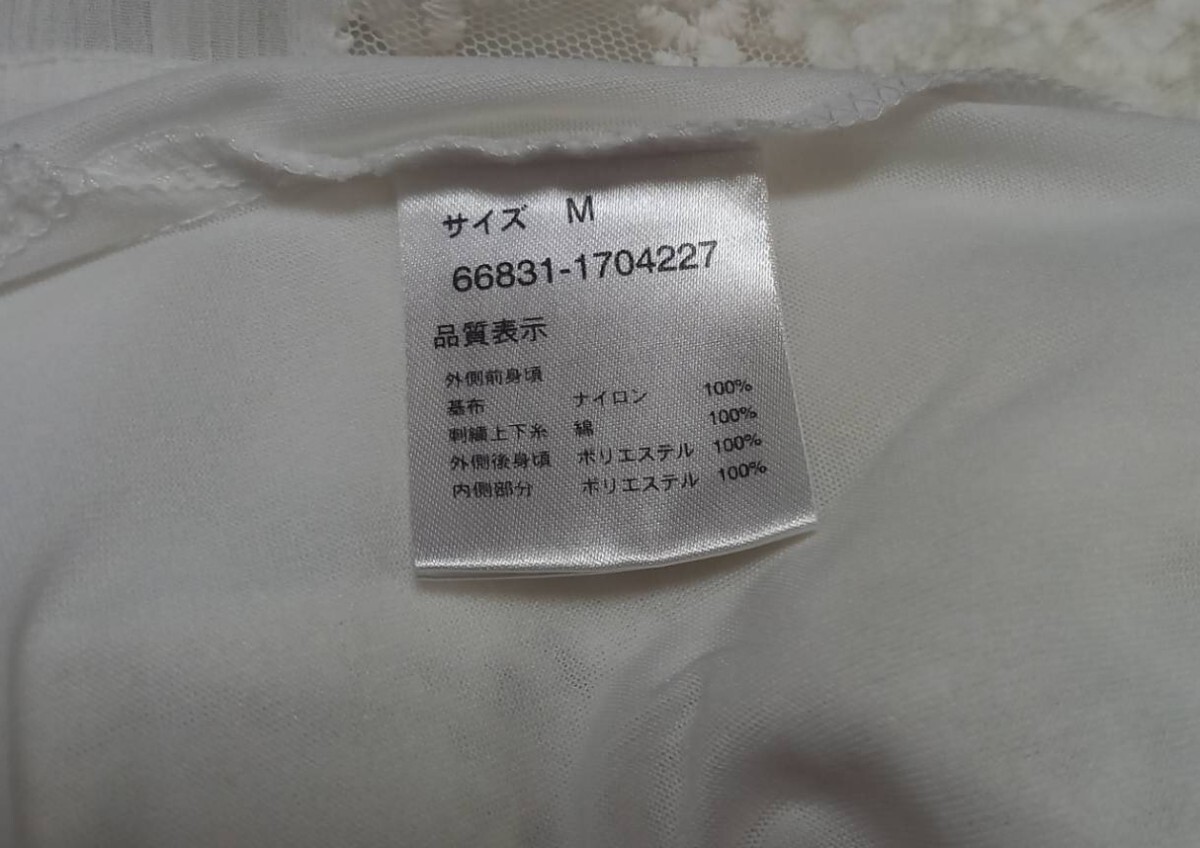 サイズ M
66831-1704227
品質表示
外側前身頃
基布 ナイロン 100%
刺繍上下糸 綿 100%
外側後身頃 ポリエステル 100%
内側部分 ポリエステル 100%